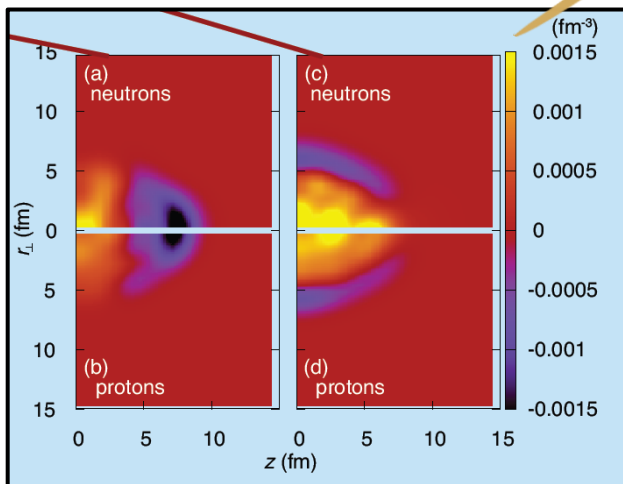 (fm⁻³)
15
(a)
neutrons
(c)
neutrons
0.0015
10
0.001
5
0.0005
0
0
r⊥ (fm)
5
-0.0005
10
-0.001
(b)
protons
(d)
protons
15
-0.0015
0
5
10
0
5
10
15
z (fm)